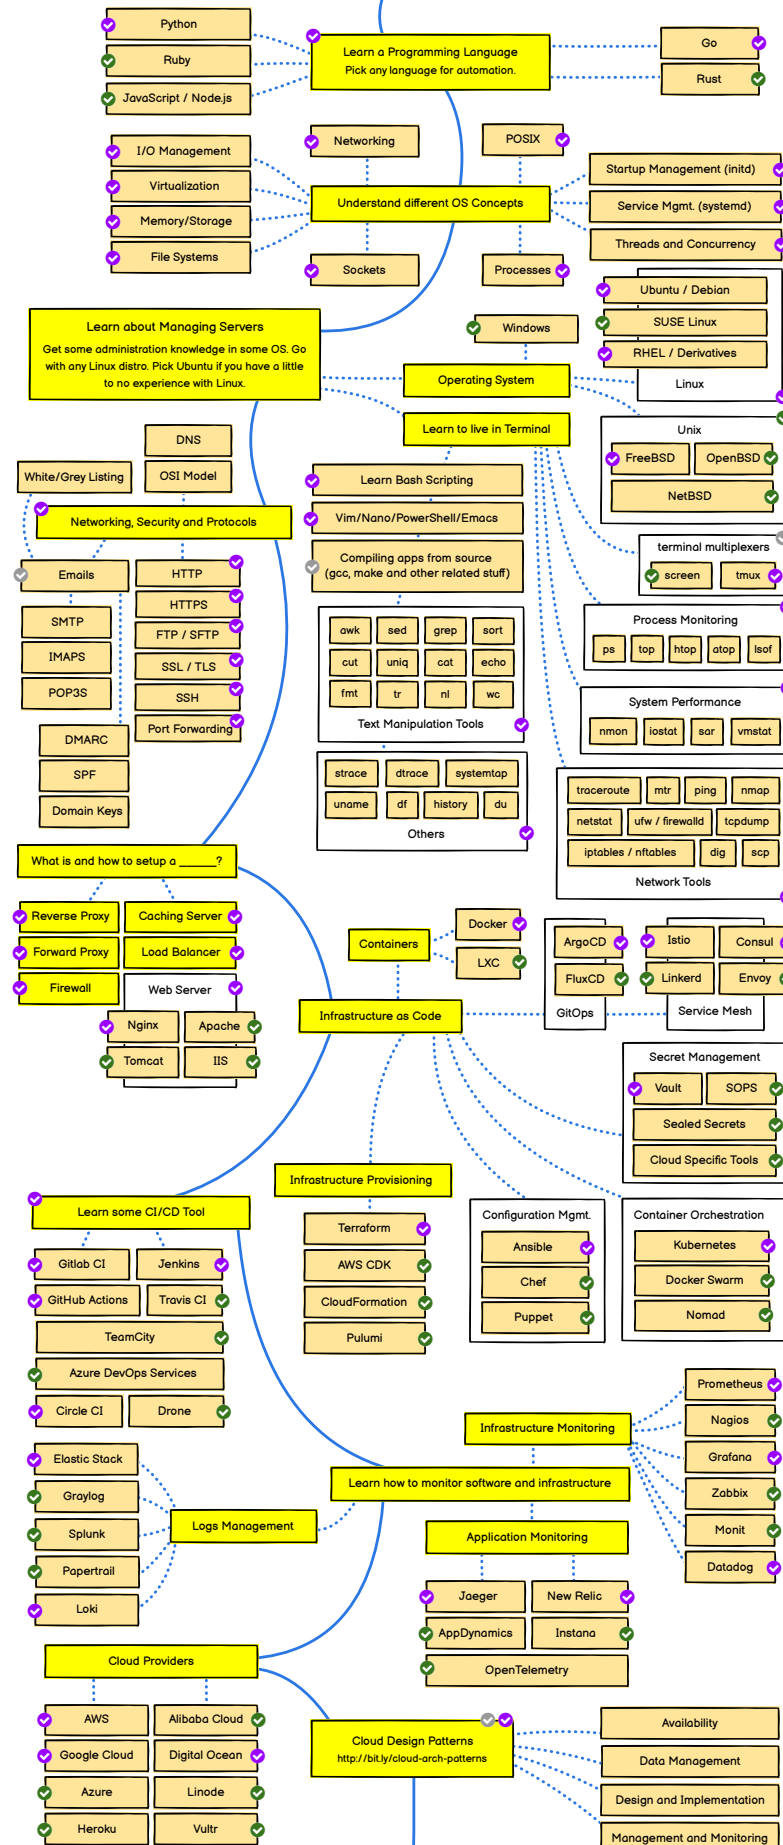 Python
Ruby
JavaScript / Node.js
Learn a Programming Language
Pick any language for automation.
Go
Rust
I/O Management
Virtualization
Memory/Storage
File Systems
Networking
POSIX
Understand different OS Concepts
Sockets
Processes
Startup Management (initd)
Service Mgmt. (systemd)
Threads and Concurrency
Learn about Managing Servers
Get some administration knowledge in some OS. Go
with any Linux distro. Pick Ubuntu if you have a little
to no experience with Linux.
Windows
Operating System
Ubuntu / Debian
SUSE Linux
RHEL / Derivatives
Linux
Learn to live in Terminal
Unix
FreeBSD
OpenBSD
NetBSD
DNS
OSI Model
White/Grey Listing
Networking, Security and Protocols
Emails
SMTP
IMAPS
POP3S
DMARC
SPF
Domain Keys
HTTP
HTTPS
FTP / SFTP
SSL / TLS
SSH
Port Forwarding
Learn Bash Scripting
Vim/Nano/PowerShell/Emacs
Compiling apps from source
(gcc, make and other related stuff)
awk sed grep sort
cut uniq cat echo
fmt tr nl wc
Text Manipulation Tools
strace dtrace systemtap
uname df history du
Others
terminal multiplexers
screen tmux
Process Monitoring
ps top htop atop lsof
System Performance
nmon iostat sar vmstat
traceroute mtr ping nmap
netstat ufw / firewalld tcpdump
iptables / nftables dig scp
Network Tools
What is and how to setup a ______?
Reverse Proxy
Caching Server
Forward Proxy
Load Balancer
Firewall
Web Server
Nginx
Apache
Tomcat
IIS
Containers
Docker
LXC
Infrastructure as Code
ArgoCD
FluxCD
GitOps
Istio
Consul
Linkerd
Envoy
Service Mesh
Secret Management
Vault
SOPS
Sealed Secrets
Cloud Specific Tools
Infrastructure Provisioning
Terraform
AWS CDK
CloudFormation
Pulumi
Configuration Mgmt.
Ansible
Chef
Puppet
Container Orchestration
Kubernetes
Docker Swarm
Nomad
Learn some CI/CD Tool
Gitlab CI
Jenkins
GitHub Actions
Travis CI
TeamCity
Azure DevOps Services
Circle CI
Drone
Infrastructure Monitoring
Prometheus
Nagios
Grafana
Zabbix
Monit
Datadog
Learn how to monitor software and infrastructure
Elastic Stack
Graylog
Splunk
Papertrail
Loki
Logs Management
Application Monitoring
Jaeger
New Relic
AppDynamics
Instana
OpenTelemetry
Cloud Providers
AWS
Alibaba Cloud
Google Cloud
Digital Ocean
Azure
Linode
Heroku
Vultr
Cloud Design Patterns
http://bit.ly/cloud-arch-patterns
Availability
Data Management
Design and Implementation
Management and Monitoring